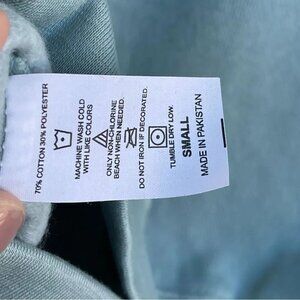 70% COTTON 30% POLYESTER
MACHINE WASH COLD
WITH LIKE COLORS
ONLY NON-CHLORINE
BEACH WHEN NEEDED.
DO NOT IRON IF DECORATED.
TUMBLE DRY LOW.
SMALL
MADE IN PAKISTAN